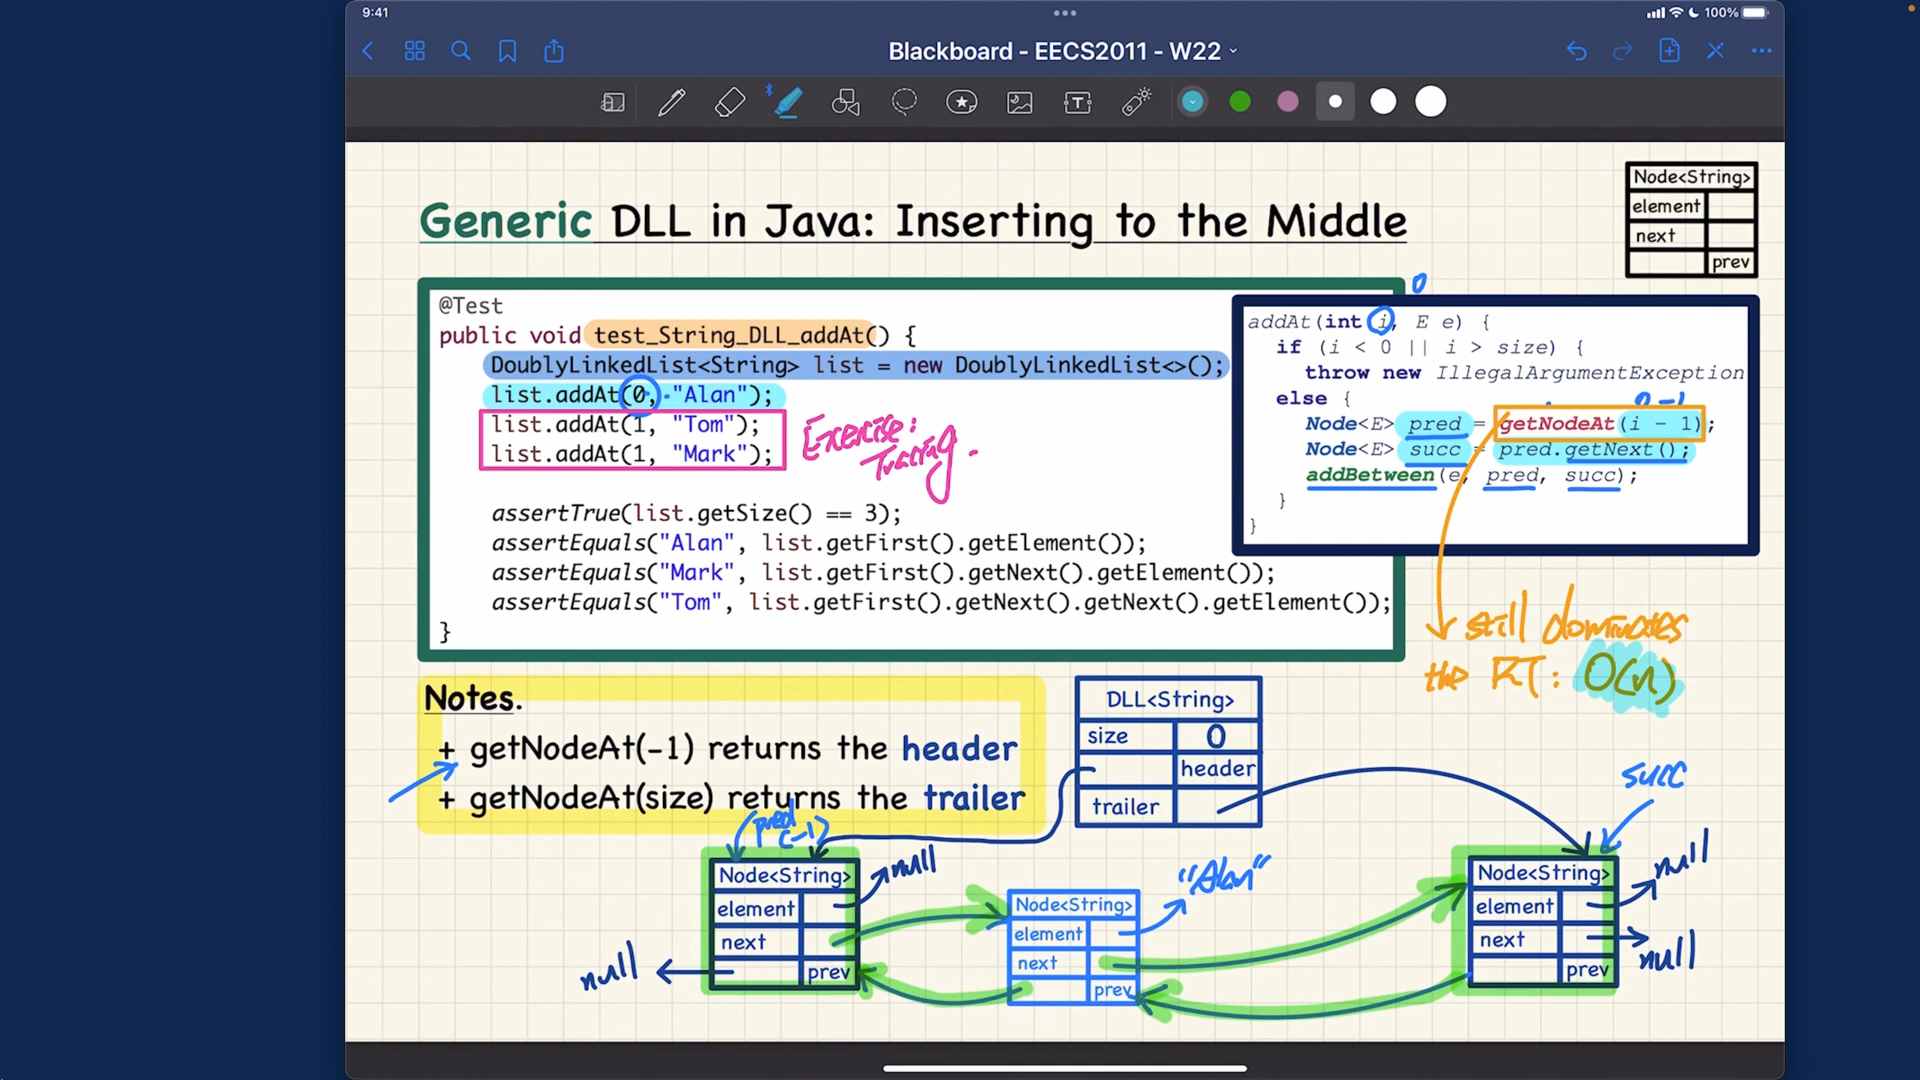 9:41
100%
Blackboard - EECS2011 - W22
Node<String>
element
next
prev
Generic DLL in Java: Inserting to the Middle
@Test
public void test_String_DLL_addAt() {
DoublyLinkedList<String> list = new DoublyLinkedList<>();
list.addAt(0, "Alan");
list.addAt(1, "Tom");
list.addAt(1, "Mark");
Exercise:
Tracing.
assertTrue(list.getSize() == 3);
assertEquals("Alan", list.getFirst().getElement());
assertEquals("Mark", list.getFirst().getNext().getElement());
assertEquals("Tom", list.getFirst().getNext().getNext().getElement());
}
0
addAt(int i, E e) {
if (i < 0 || i > size) {
throw new IllegalArgumentException
else {
0 -1
Node<E> pred = getNodeAt(i - 1);
Node<E> succ = pred.getNext();
addBetween(e, pred, succ);
}
}
still dominates
the RT: O(n)
Notes.
+ getNodeAt(-1) returns the header
+ getNodeAt(size) returns the trailer
DLL<String>
size 0
header
trailer
pred
(-1)
succ
Node<String>
element
next
prev
null
null
Node<String>
element
next
prev
"Alan"
Node<String>
element
next
prev
null
null